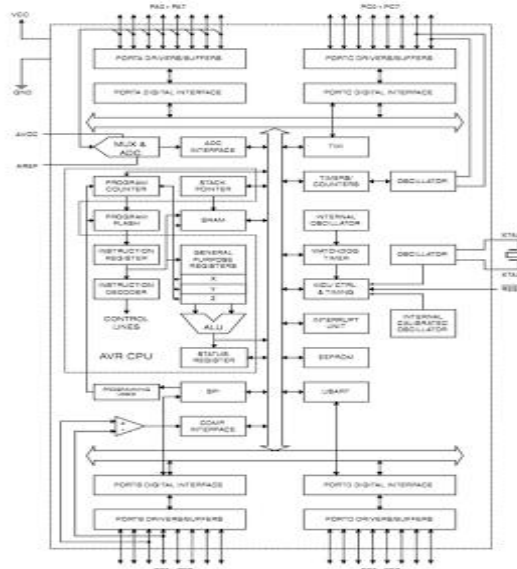 PA0 - PA7
PC0 - PC7
VCC
PORTA DRIVERS/BUFFERS
PORTC DRIVERS/BUFFERS
GND
PORTA DIGITAL INTERFACE
PORTC DIGITAL INTERFACE
AVCC
MUX &
ADC
ADC
INTERFACE
TWI
AREF
PROGRAM
COUNTER
STACK
POINTER
TIMERS/
COUNTERS
OSCILLATOR
PROGRAM
FLASH
SRAM
INTERNAL
OSCILLATOR
INSTRUCTION
REGISTER
GENERAL
PURPOSE
REGISTERS
WATCHDOG
TIMER
OSCILLATOR
XTA
X
INSTRUCTION
DECODER
Y
Z
MCU CTRL
& TIMING
XTA
RES
CONTROL
LINES
ALU
INTERRUPT
UNIT
INTERNAL
CALIBRATED
OSCILLATOR
AVR CPU
STATUS
REGISTER
EEPROM
PROGRAMMING
LOGIC
SPI
USART
+
-
COMP.
INTERFACE
PORTB DIGITAL INTERFACE
PORTD DIGITAL INTERFACE
PORTB DRIVERS/BUFFERS
PORTD DRIVERS/BUFFERS